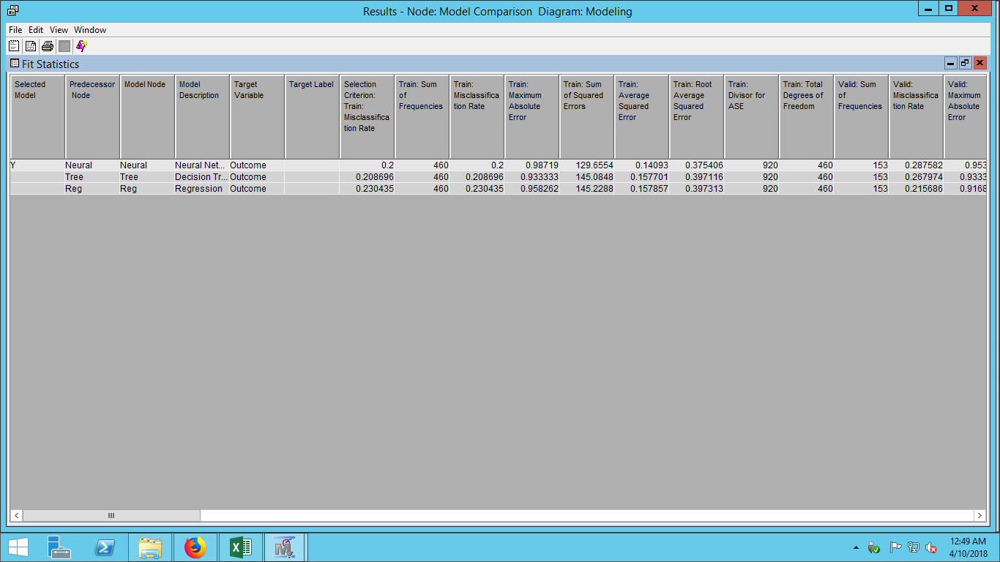 Results - Node: Model Comparison Diagram: Modeling
File Edit View Window
Fit Statistics
Selected Model Predecessor Node Model Node Model Description Target Variable Target Label Selection Criterion: Train: Misclassifica tion Rate Train: Sum of Frequencies Train: Misclassifica tion Rate Train: Maximum Absolute Error Train: Sum of Squared Errors Train: Average Squared Error Train: Root Average Squared Error Train: Divisor for ASE Train: Total Degrees of Freedom Valid: Sum of Frequencies Valid: Misclassifica tion Rate Valid: Maximum Absolute Error
Y Neural Neural Neural Net... Outcome 0.2 460 0.2 0.98719 129.6554 0.14093 0.375406 920 460 153 0.287582 0.953
Tree Tree Decision Tr... Outcome 0.208696 460 0.208696 0.933333 145.0848 0.157701 0.397116 920 460 153 0.267974 0.9333
Reg Reg Regression Outcome 0.230435 460 0.230435 0.958262 145.2288 0.157857 0.397313 920 460 153 0.215686 0.9168
12:49 AM
4/10/2018